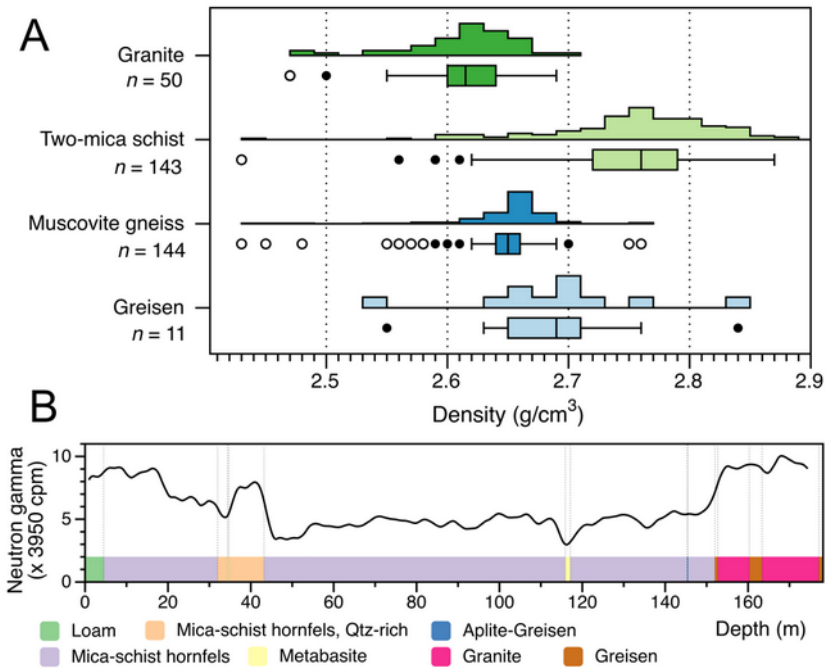 A
Granite
n = 50
Two-mica schist
n = 143
Muscovite gneiss
n = 144
Greisen
n = 11
2.5 2.6 2.7 2.8 2.9
Density (g/cm³)
B
Neutron gamma
(x 3950 cpm)
10
5
0
0 20 40 60 80 100 120 140 160
Depth (m)
Loam Mica-schist hornfels, Qtz-rich Aplite-Greisen
Mica-schist hornfels Metabasite Granite Greisen